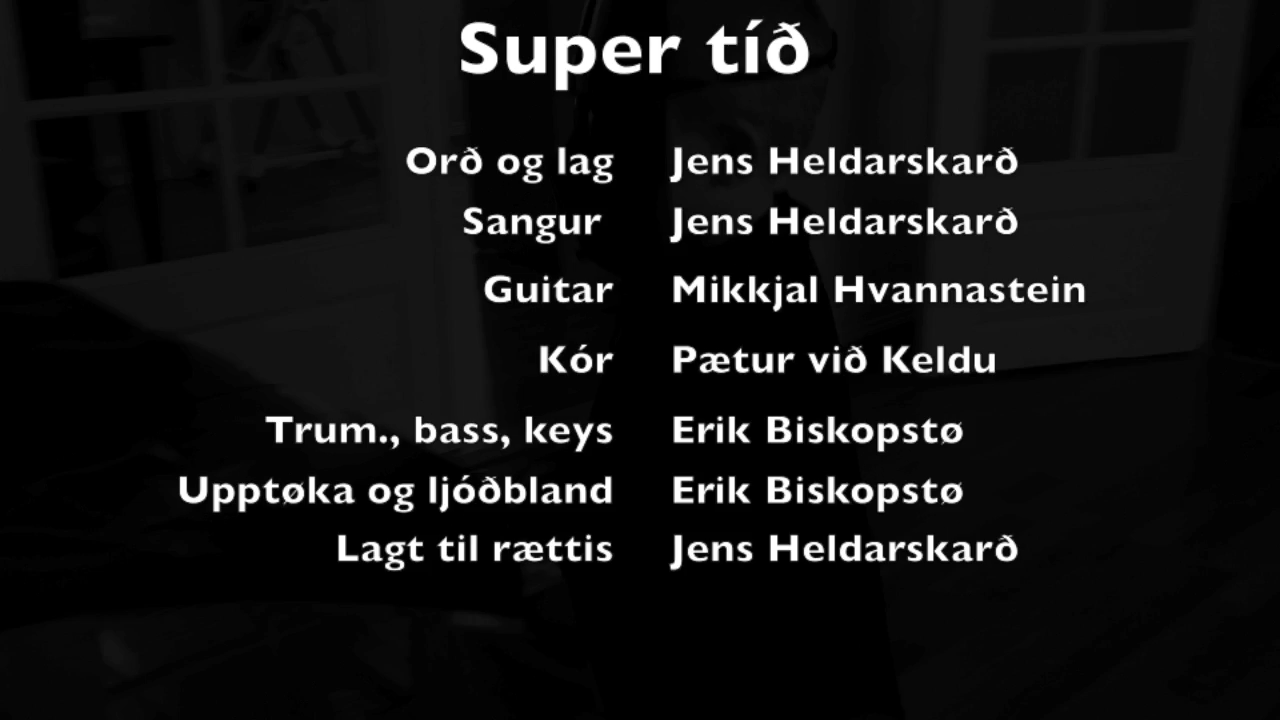 Super tíð
Orð og lag Jens Heldarskarð
Sangur Jens Heldarskarð
Guitar Mikkjal Hvannastein
Kór Pætur við Keldu
Trum., bass, keys Erik Biskopstø
Upptøka og ljóðbland Erik Biskopstø
Lagt til rættis Jens Heldarskarð